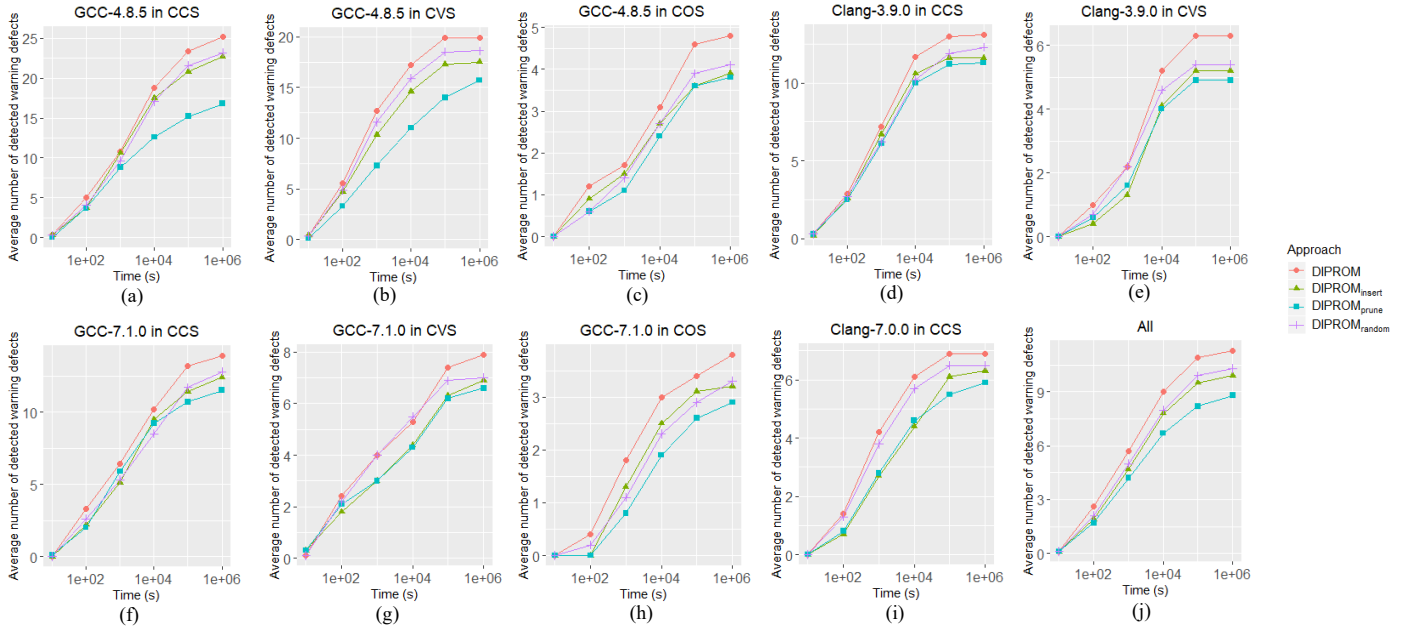 GCC-4.8.5 in CCS
Average number of detected warning defects
25
20
15
10
5
0
1e+02 1e+04 1e+06
Time (s)
(a)
GCC-4.8.5 in CVS
Average number of detected warning defects
20
15
10
5
0
1e+02 1e+04 1e+06
Time (s)
(b)
GCC-4.8.5 in COS
Average number of detected warning defects
5
4
3
2
1
0
1e+02 1e+04 1e+06
Time (s)
(c)
Clang-3.9.0 in CCS
Average number of detected warning defects
10
5
0
1e+02 1e+04 1e+06
Time (s)
(d)
Clang-3.9.0 in CVS
Average number of detected warning defects
6
4
2
0
1e+02 1e+04 1e+06
Time (s)
(e)
Approach
DIPROM
DIPROMinsert
DIPROMprune
DIPROMrandom
GCC-7.1.0 in CCS
Average number of detected warning defects
10
5
0
1e+02 1e+04 1e+06
Time (s)
(f)
GCC-7.1.0 in CVS
Average number of detected warning defects
8
6
4
2
0
1e+02 1e+04 1e+06
Time (s)
(g)
GCC-7.1.0 in COS
Average number of detected warning defects
3
2
1
0
1e+02 1e+04 1e+06
Time (s)
(h)
Clang-7.0.0 in CCS
Average number of detected warning defects
6
4
2
0
1e+02 1e+04 1e+06
Time (s)
(i)
All
Average number of detected warning defects
9
6
3
0
1e+02 1e+04 1e+06
Time (s)
(j)